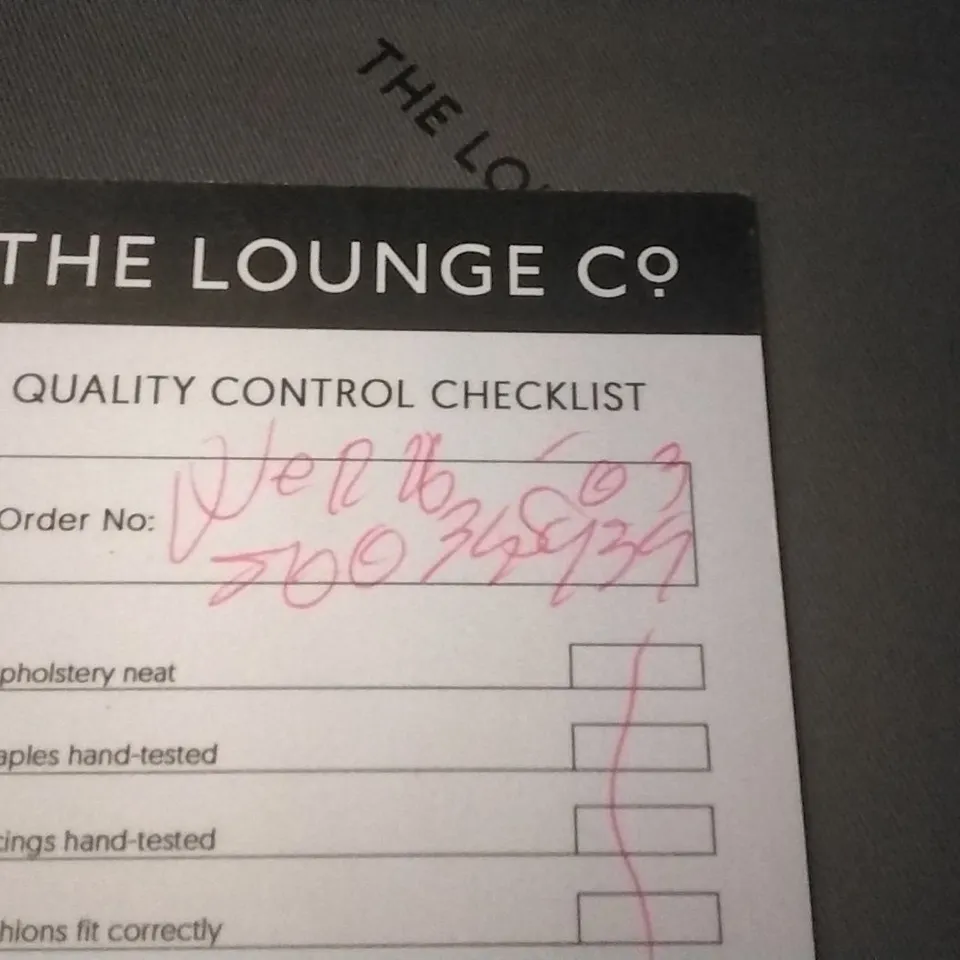 THE LO
THE LOUNGE Cº
QUALITY CONTROL CHECKLIST
Order No:
pholstery neat
aples hand-tested
ings hand-tested
hions fit correctly